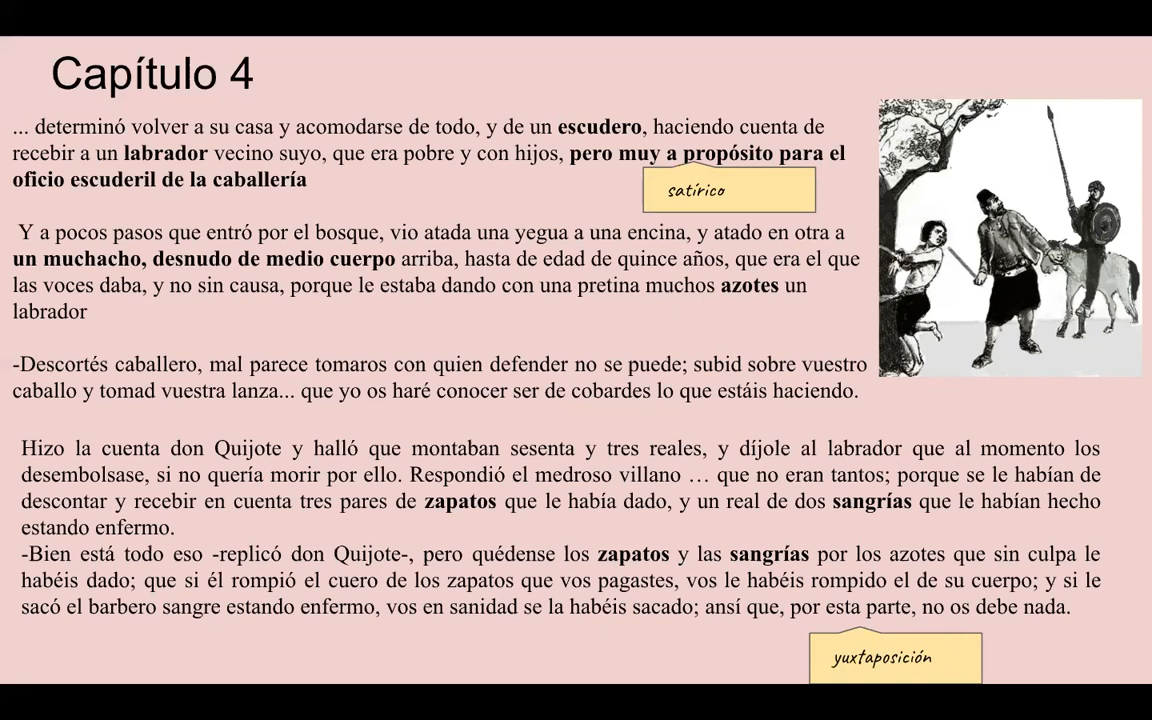 Capítulo 4
... determinó volver a su casa y acomodarse de todo, y de un escudero, haciendo cuenta de
recebir a un labrador vecino suyo, que era pobre y con hijos, pero muy a propósito para el
oficio escuderil de la caballería
satírico
Y a pocos pasos que entró por el bosque, vio atada una yegua a una encina, y atado en otra a
un muchacho, desnudo de medio cuerpo arriba, hasta de edad de quince años, que era el que
las voces daba, y no sin causa, porque le estaba dando con una pretina muchos azotes un
labrador
-Descortés caballero, mal parece tomaros con quien defender no se puede; subid sobre vuestro
caballo y tomad vuestra lanza... que yo os haré conocer ser de cobardes lo que estáis haciendo.
Hizo la cuenta don Quijote y halló que montaban sesenta y tres reales, y díjole al labrador que al momento los
desembolsase, si no quería morir por ello. Respondió el medroso villano … que no eran tantos; porque se le habían de
descontar y recebir en cuenta tres pares de zapatos que le había dado, y un real de dos sangrías que le habían hecho
estando enfermo.
-Bien está todo eso -replicó don Quijote-, pero quédense los zapatos y las sangrías por los azotes que sin culpa le
habéis dado; que si él rompió el cuero de los zapatos que vos pagastes, vos le habéis rompido el de su cuerpo; y si le
sacó el barbero sangre estando enfermo, vos en sanidad se la habéis sacado; ansí que, por esta parte, no os debe nada.
yuxtaposición